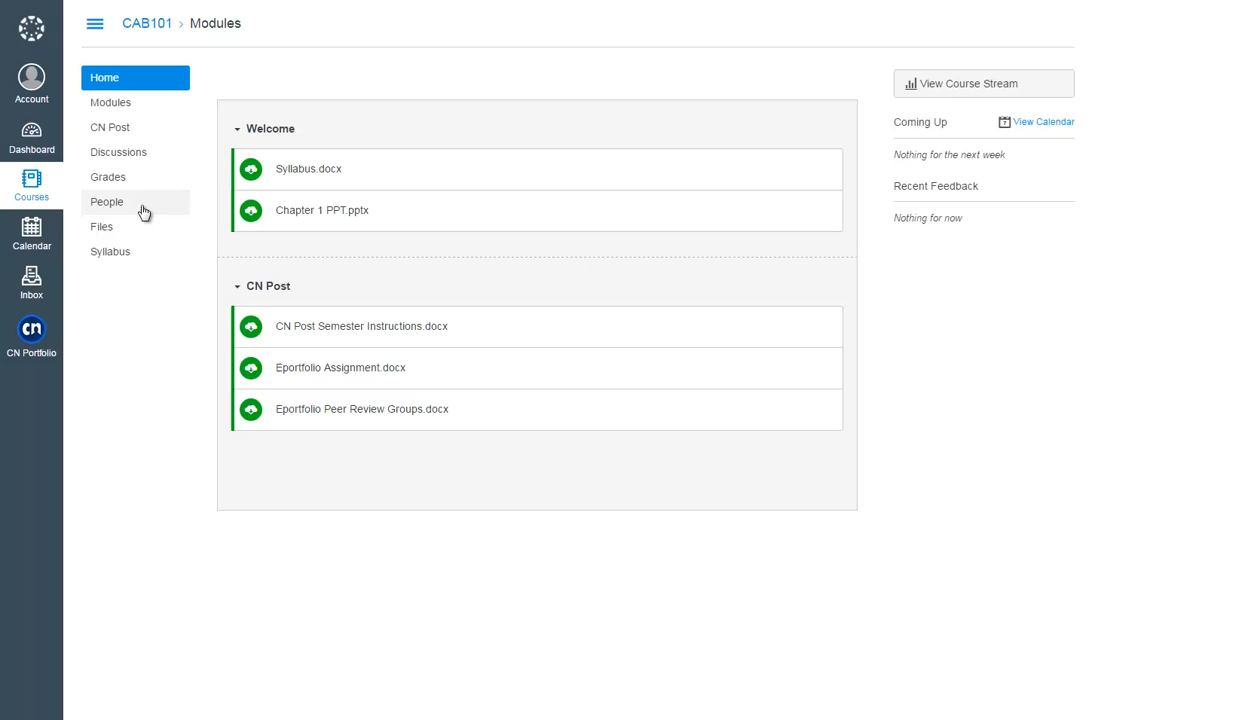 CAB101 > Modules
Account
Dashboard
Courses
Calendar
Inbox
cn
CN Portfolio
Home
Modules
CN Post
Discussions
Grades
People
Files
Syllabus
Welcome
Syllabus.docx
Chapter 1 PPT.pptx
CN Post
CN Post Semester Instructions.docx
Eportfolio Assignment.docx
Eportfolio Peer Review Groups.docx
View Course Stream
Coming Up 7 View Calendar
Nothing for the next week
Recent Feedback
Nothing for now